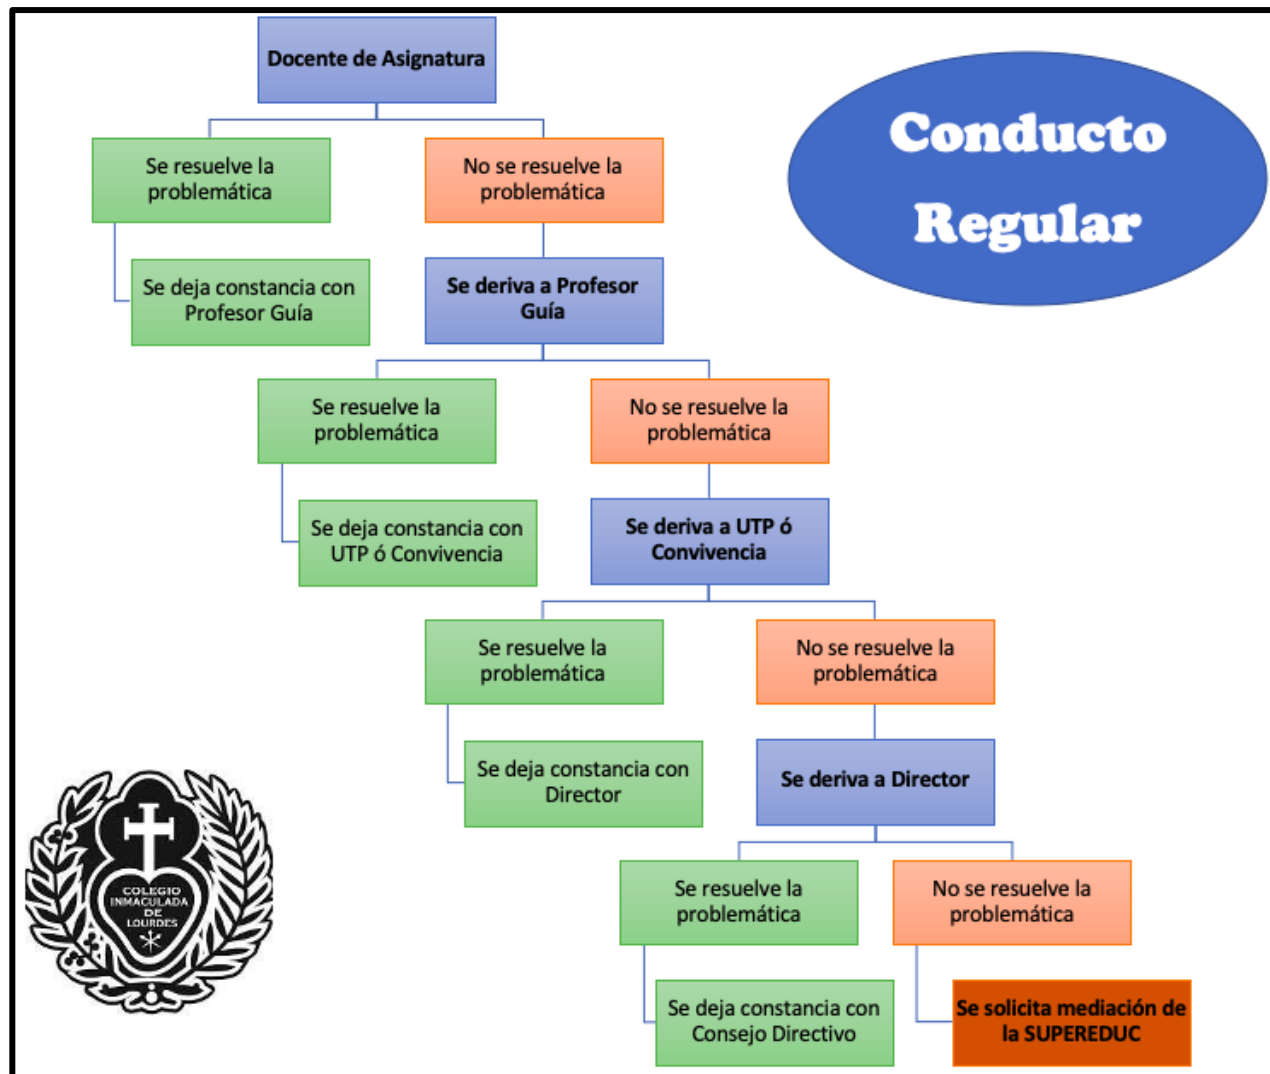 Docente de Asignatura
Conducto
Regular
Se resuelve la
problemática
No se resuelve la
problemática
Se deja constancia con
Profesor Guía
Se deriva a Profesor
Guía
Se resuelve la
problemática
No se resuelve la
problemática
Se deja constancia con
UTP ó Convivencia
Se deriva a UTP ó
Convivencia
Se resuelve la
problemática
No se resuelve la
problemática
Se deja constancia con
Director
Se deriva a Director
Se resuelve la
problemática
No se resuelve la
problemática
Se deja constancia con
Consejo Directivo
Se solicita mediación de
la SUPEREDUC
COLEGIO
INMACULADA
DE
LOURDES